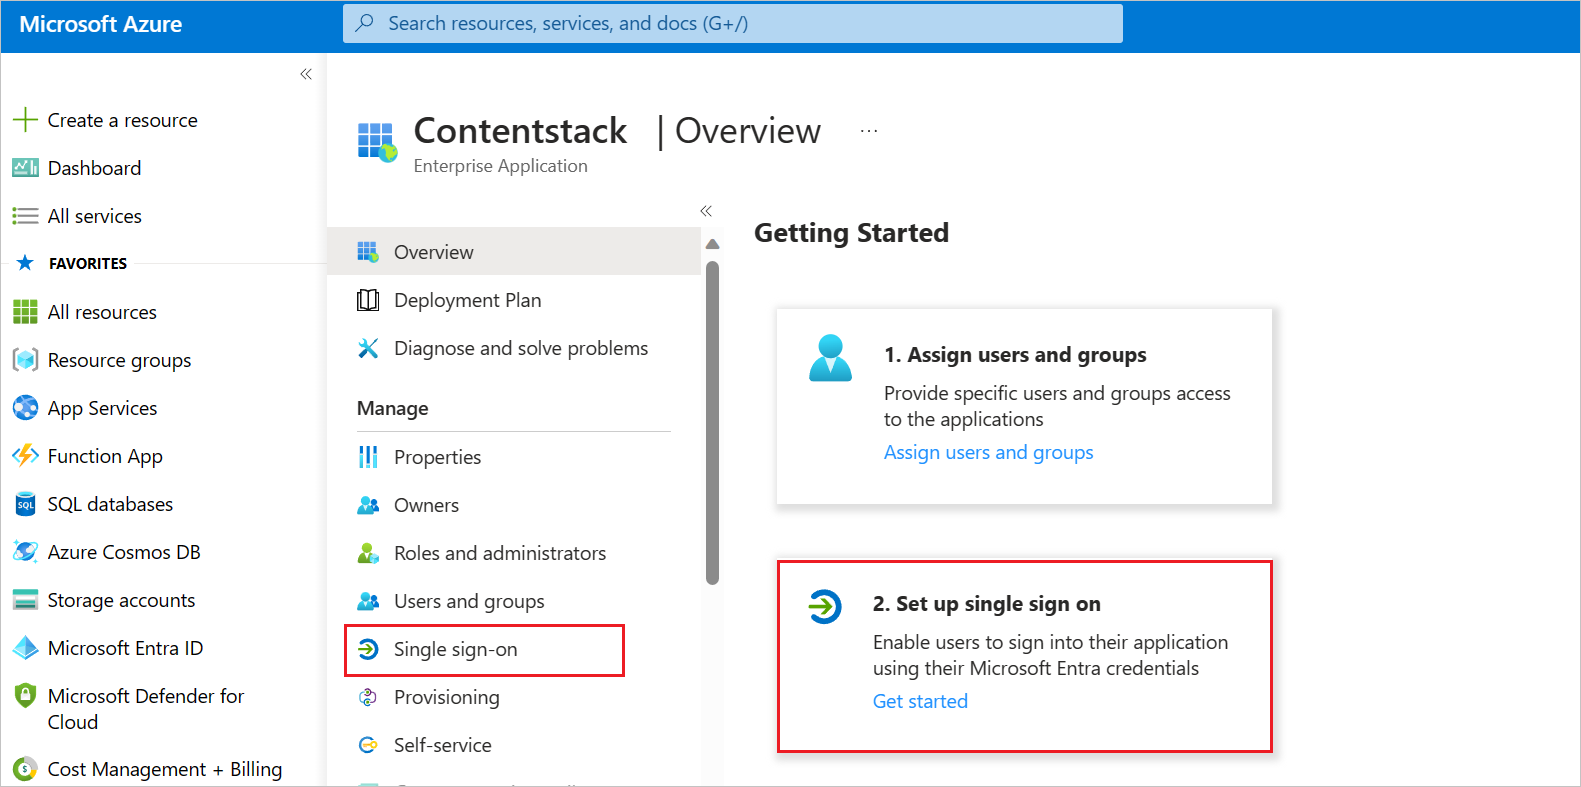 Microsoft Azure
Search resources, services, and docs (G+/)
Create a resource
Dashboard
All services
FAVORITES
All resources
Resource groups
App Services
Function App
SQL databases
Azure Cosmos DB
Storage accounts
Microsoft Entra ID
Microsoft Defender for
Cloud
Cost Management + Billing
Contentstack | Overview ...
Enterprise Application
Overview
Deployment Plan
Diagnose and solve problems
Manage
Properties
Owners
Roles and administrators
Users and groups
Single sign-on
Provisioning
Self-service
Getting Started
1. Assign users and groups
Provide specific users and groups access
to the applications
Assign users and groups
2. Set up single sign on
Enable users to sign into their application
using their Microsoft Entra credentials
Get started